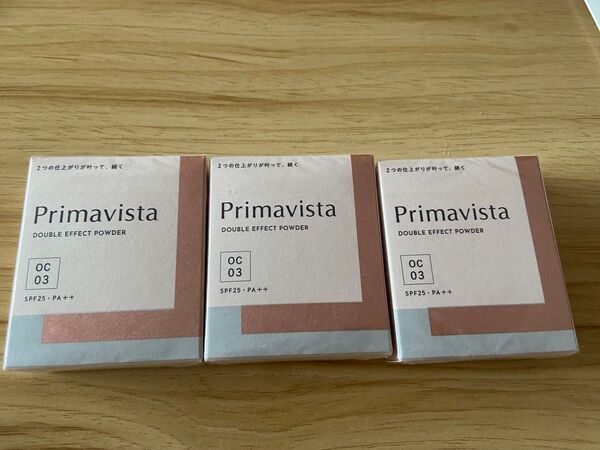 2つの仕上がりが叶って、続く
Primavista
DOUBLE EFFECT POWDER
OC
03
SPF25・PA++
2つの仕上がりが叶って、続く
Primavista
DOUBLE EFFECT POWDER
OC
03
SPF25・PA++
2つの仕上がりが叶って、続く
Primavista
DOUBLE EFFECT POWDER
OC
03
SPF25・PA++